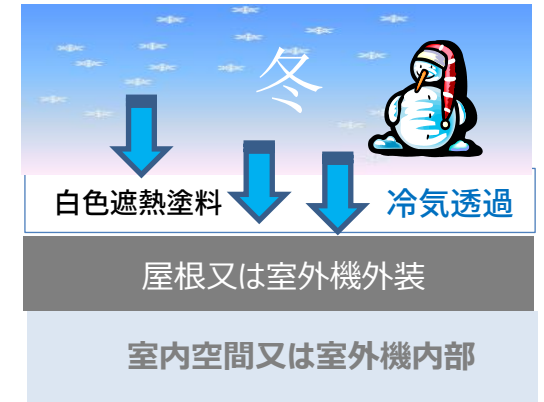 冬
白色遮熱塗料 冷気透過
屋根又は室外機外装
室内空間又は室外機内部